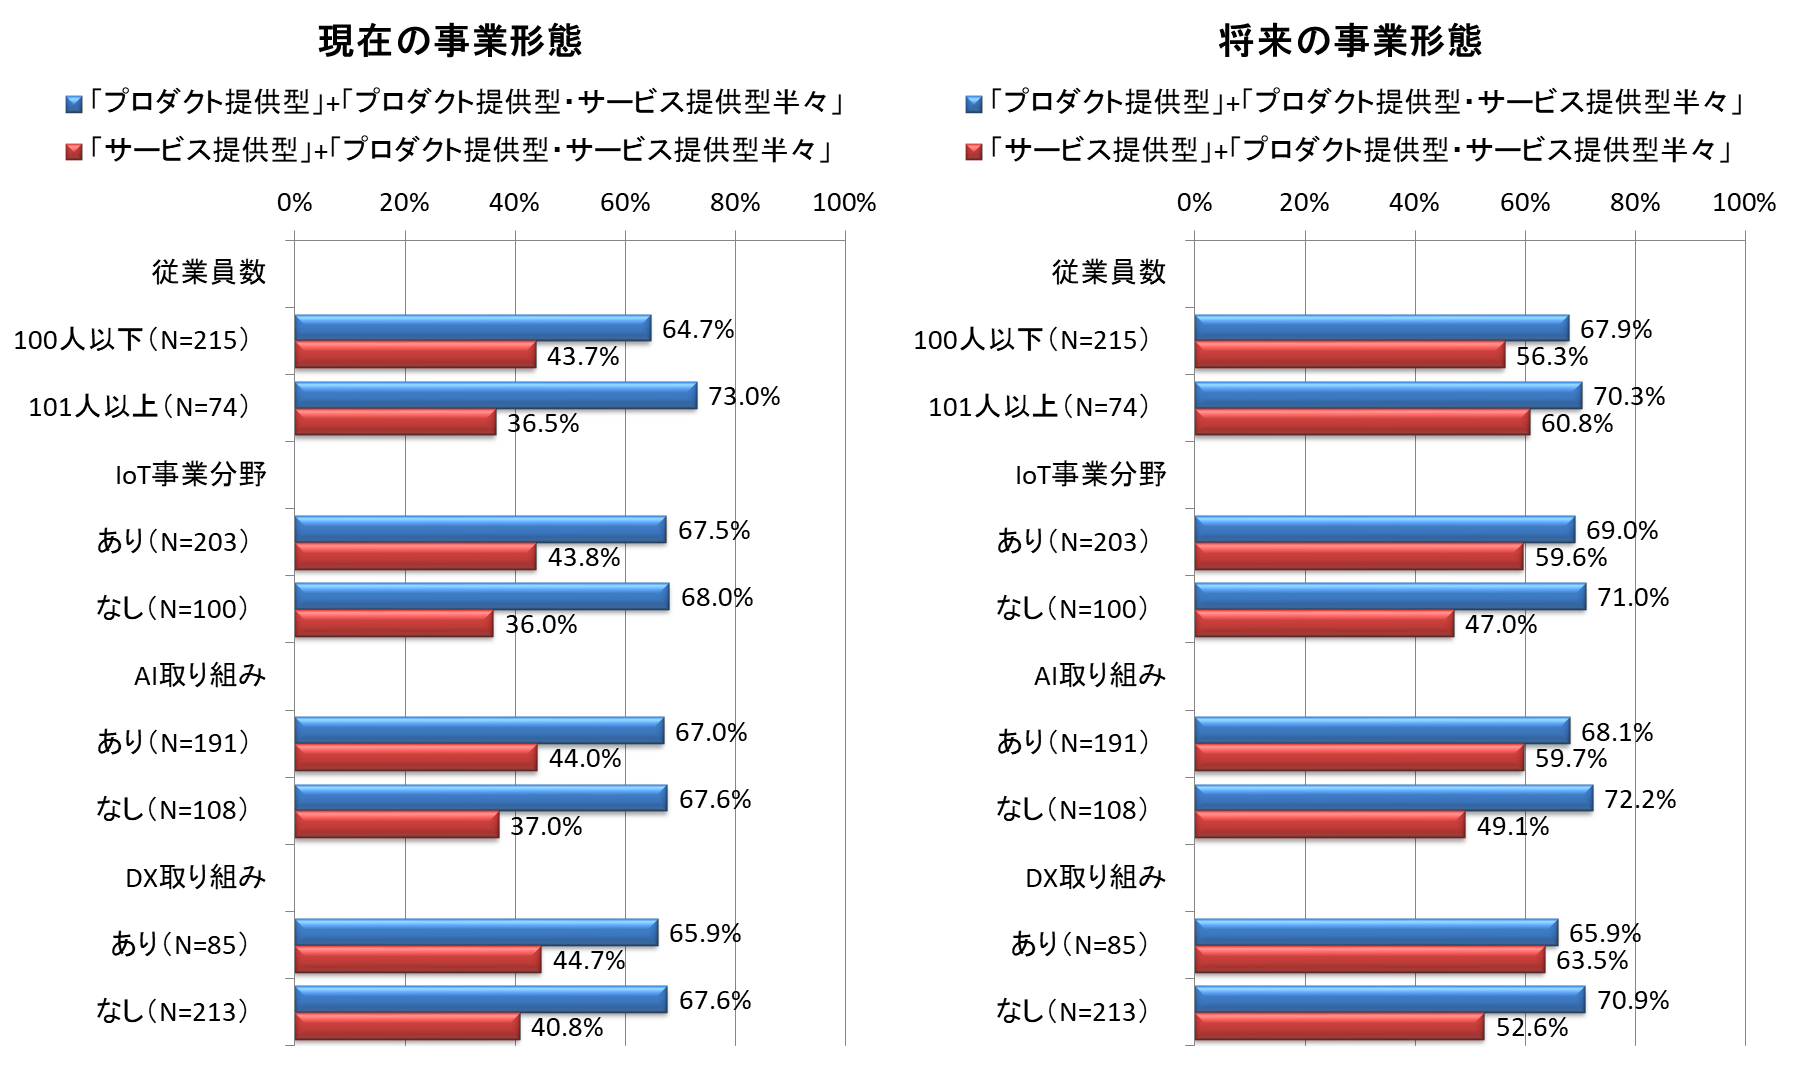 現在の事業形態
「プロダクト提供型」+「プロダクト提供型・サービス提供型半々」
「サービス提供型」+「プロダクト提供型・サービス提供型半々」
0% 20% 40% 60% 80% 100%
従業員数
100人以下（N=215） 64.7%
43.7%
101人以上（N=74） 73.0%
36.5%
IoT事業分野
あり（N=203） 67.5%
43.8%
なし（N=100） 68.0%
36.0%
AI取り組み
あり（N=191） 67.0%
44.0%
なし（N=108） 67.6%
37.0%
DX取り組み
あり（N=85） 65.9%
44.7%
なし（N=213） 67.6%
40.8%
将来の事業形態
「プロダクト提供型」+「プロダクト提供型・サービス提供型半々」
「サービス提供型」+「プロダクト提供型・サービス提供型半々」
0% 20% 40% 60% 80% 100%
従業員数
100人以下（N=215） 67.9%
56.3%
101人以上（N=74） 70.3%
60.8%
IoT事業分野
あり（N=203） 69.0%
59.6%
なし（N=100） 71.0%
47.0%
AI取り組み
あり（N=191） 68.1%
59.7%
なし（N=108） 72.2%
49.1%
DX取り組み
あり（N=85） 65.9%
63.5%
なし（N=213） 70.9%
52.6%